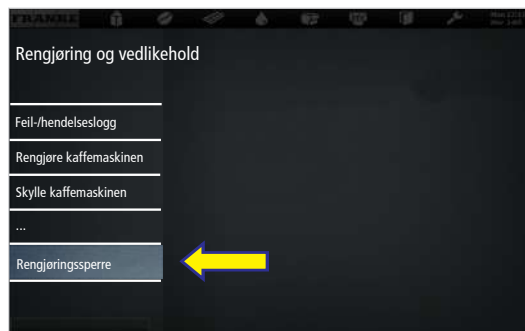 FRANKE
Rengjøring og vedlikehold
Feil-/hendelseslogg
Rengjøre kaffemaskinen
Skylle kaffemaskinen
...
Rengjøringssperre